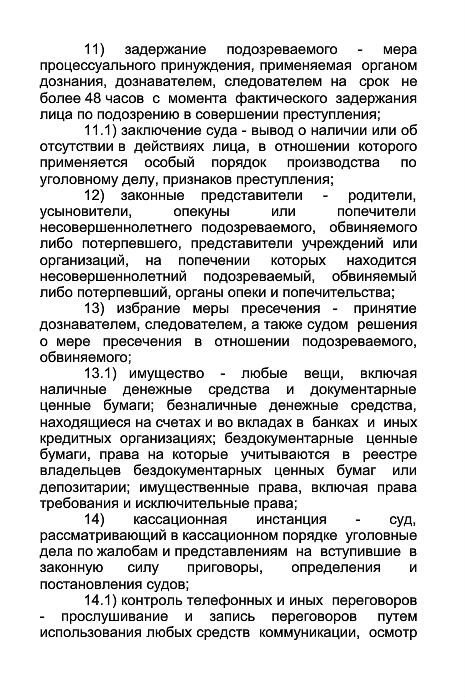 11) задержание подозреваемого - мера
процессуального принуждения, применяемая органом
дознания, дознавателем, следователем на срок не
более 48 часов с момента фактического задержания
лица по подозрению в совершении преступления;
11.1) заключение суда - вывод о наличии или об
отсутствии в действиях лица, в отношении которого
применяется особый порядок производства по
уголовному делу, признаков преступления;
12) законные представители - родители,
усыновители, опекуны или попечители
несовершеннолетнего подозреваемого, обвиняемого
либо потерпевшего, представители учреждений или
организаций, на попечении которых находится
несовершеннолетний подозреваемый, обвиняемый
либо потерпевший, органы опеки и попечительства;
13) избрание меры пресечения - принятие
дознавателем, следователем, а также судом решения
о мере пресечения в отношении подозреваемого,
обвиняемого;
13.1) имущество - любые вещи, включая
наличные денежные средства и документарные
ценные бумаги; безналичные денежные средства,
находящиеся на счетах и во вкладах в банках и иных
кредитных организациях; бездокументарные ценные
бумаги, права на которые учитываются в реестре
владельцев бездокументарных ценных бумаг или
депозитарии; имущественные права, включая права
требования и исключительные права;
14) кассационная инстанция - суд,
рассматривающий в кассационном порядке уголовные
дела по жалобам и представлениям на вступившие в
законную силу приговоры, определения и
постановления судов;
14.1) контроль телефонных и иных переговоров
- прослушивание и запись переговоров путем
использования любых средств коммуникации, осмотр